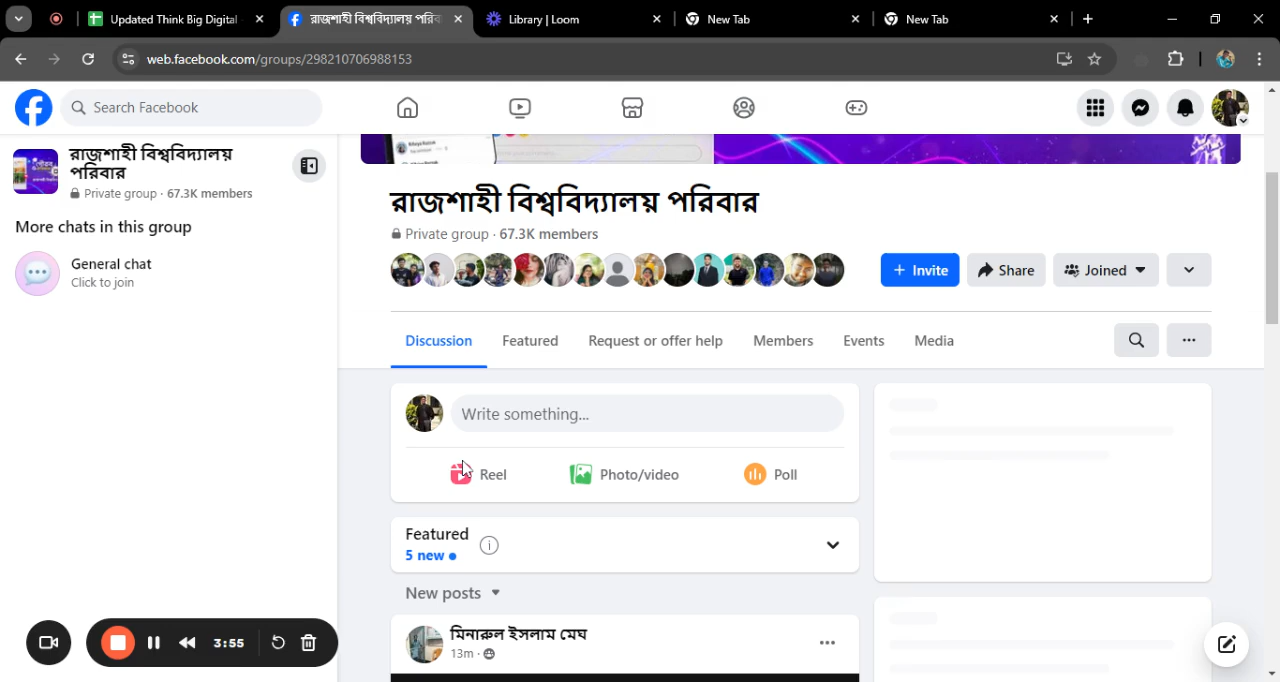 Updated Think Big Digital
রাজশাহী বিশ্ববিদ্যালয় পরিব
Library | Loom
New Tab
New Tab
web.facebook.com/groups/298210706988153
Search Facebook
রাজশাহী বিশ্ববিদ্যালয়
পরিবার
Private group · 67.3K members
More chats in this group
General chat
Click to join
রাজশাহী বিশ্ববিদ্যালয় পরিবার
Private group · 67.3K members
+ Invite
Share
Joined
Discussion
Featured
Request or offer help
Members
Events
Media
Write something...
Reel
Photo/video
Poll
Featured
5 new
New posts
মিনারুল ইসলাম মেঘ
13m ·
3:55